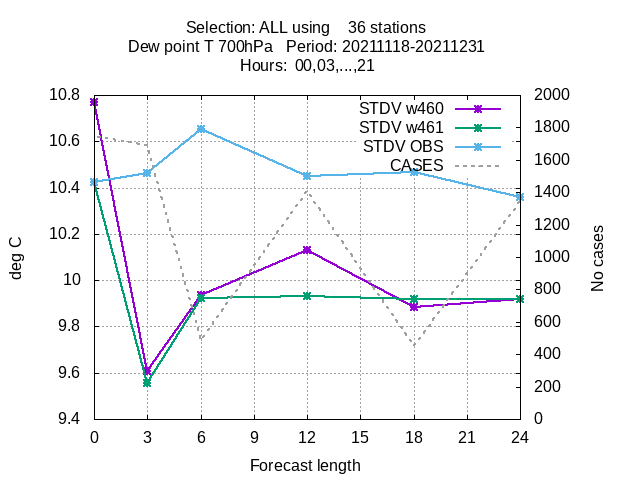 Selection: ALL using    36 stations
Dew point T 700hPa   Period: 20211118-20211231
Hours:  00,03,...,21
STDV w460
STDV w461
STDV OBS
CASES
10.8
10.6
10.4
10.2
10
9.8
9.6
9.4
2000
1800
1600
1400
1200
1000
800
600
400
200
0
deg C
No cases
0 3 6 9 12 15 18 21 24
Forecast length